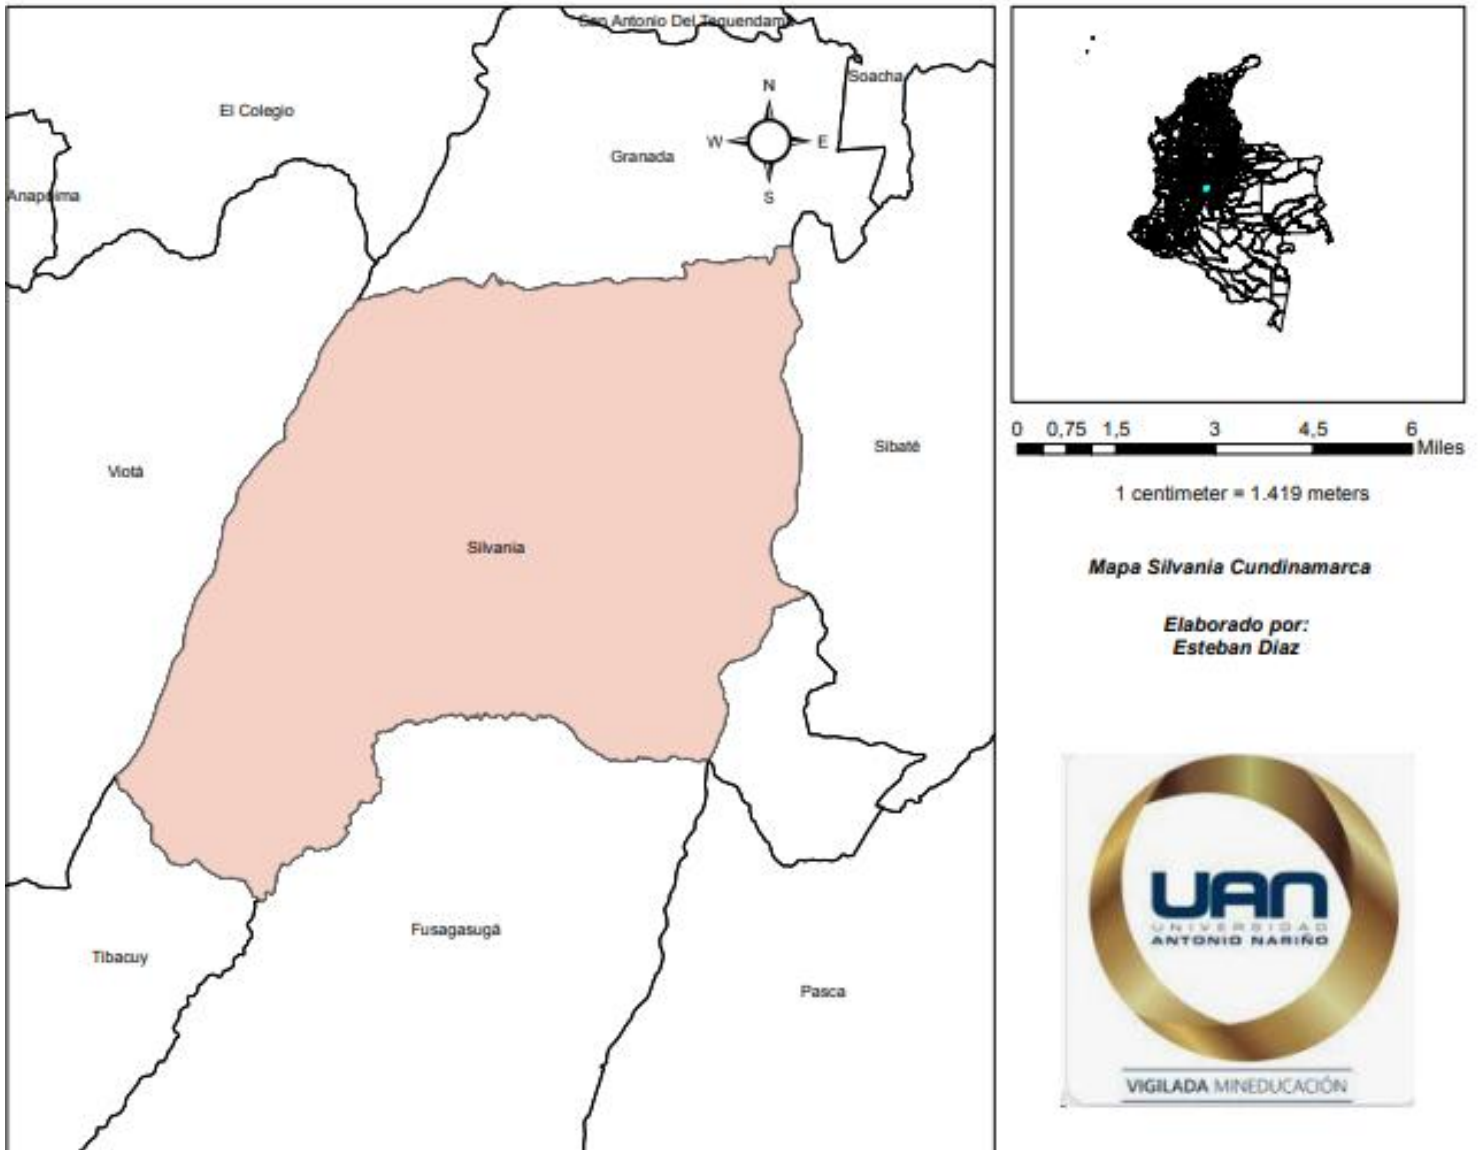 San Antonio Del Tequendama
Soacha
El Colegio
N
W
E
S
Granada
Anapoima
Viotá
Sibaté
Silvania
Fusagasugá
Tibacuy
Pasca
0 0,75 1,5 3 4,5 6
Miles
1 centimeter = 1.419 meters
Mapa Silvania Cundinamarca
Elaborado por:
Esteban Diaz
UAN
UNIVERSIDAD
ANTONIO NARIÑO
VIGILADA MINEDUCACIÓN